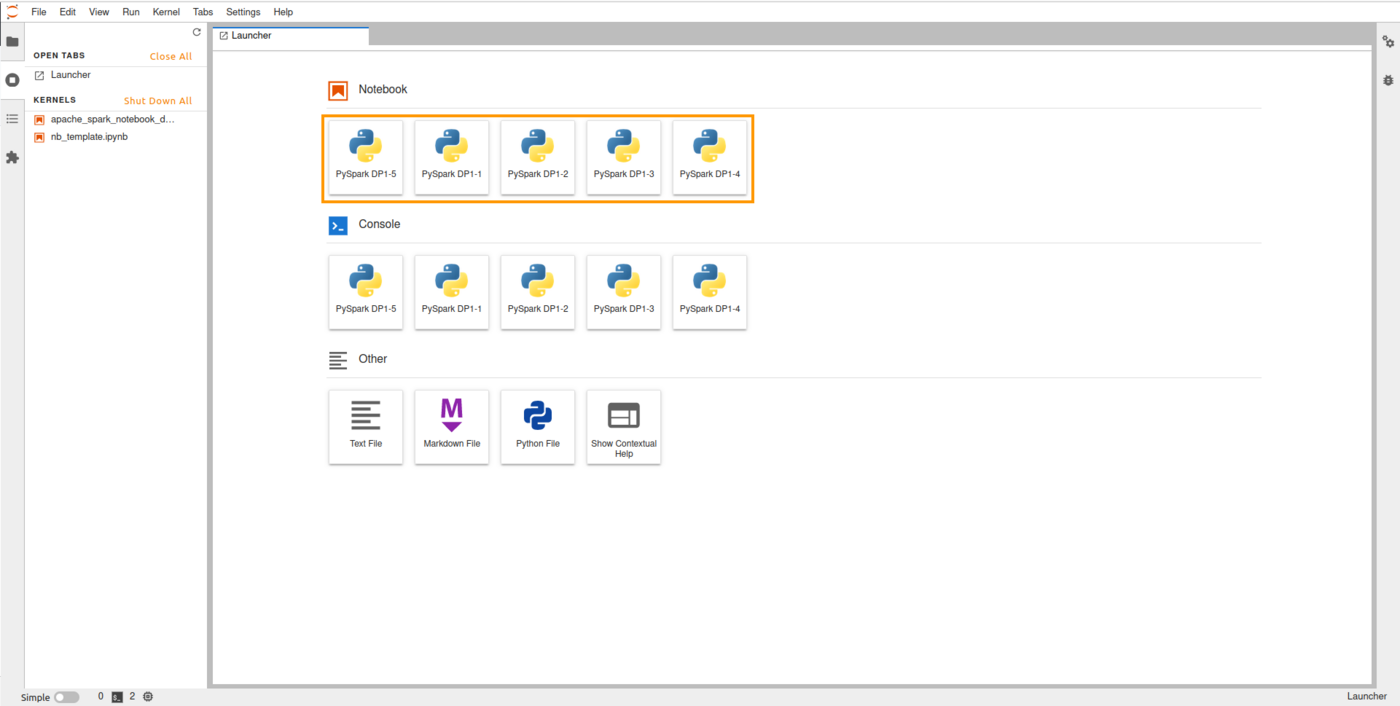 File Edit View Run Kernel Tabs Settings Help
OPEN TABS Close All
Launcher
KERNELS Shut Down All
apache_spark_notebook_d...
nb_template.ipynb
Launcher
Notebook
PySpark DP1-5 PySpark DP1-1 PySpark DP1-2 PySpark DP1-3 PySpark DP1-4
Console
PySpark DP1-5 PySpark DP1-1 PySpark DP1-2 PySpark DP1-3 PySpark DP1-4
Other
Text File Markdown File Python File Show Contextual
Help
Simple 0 2 Launcher